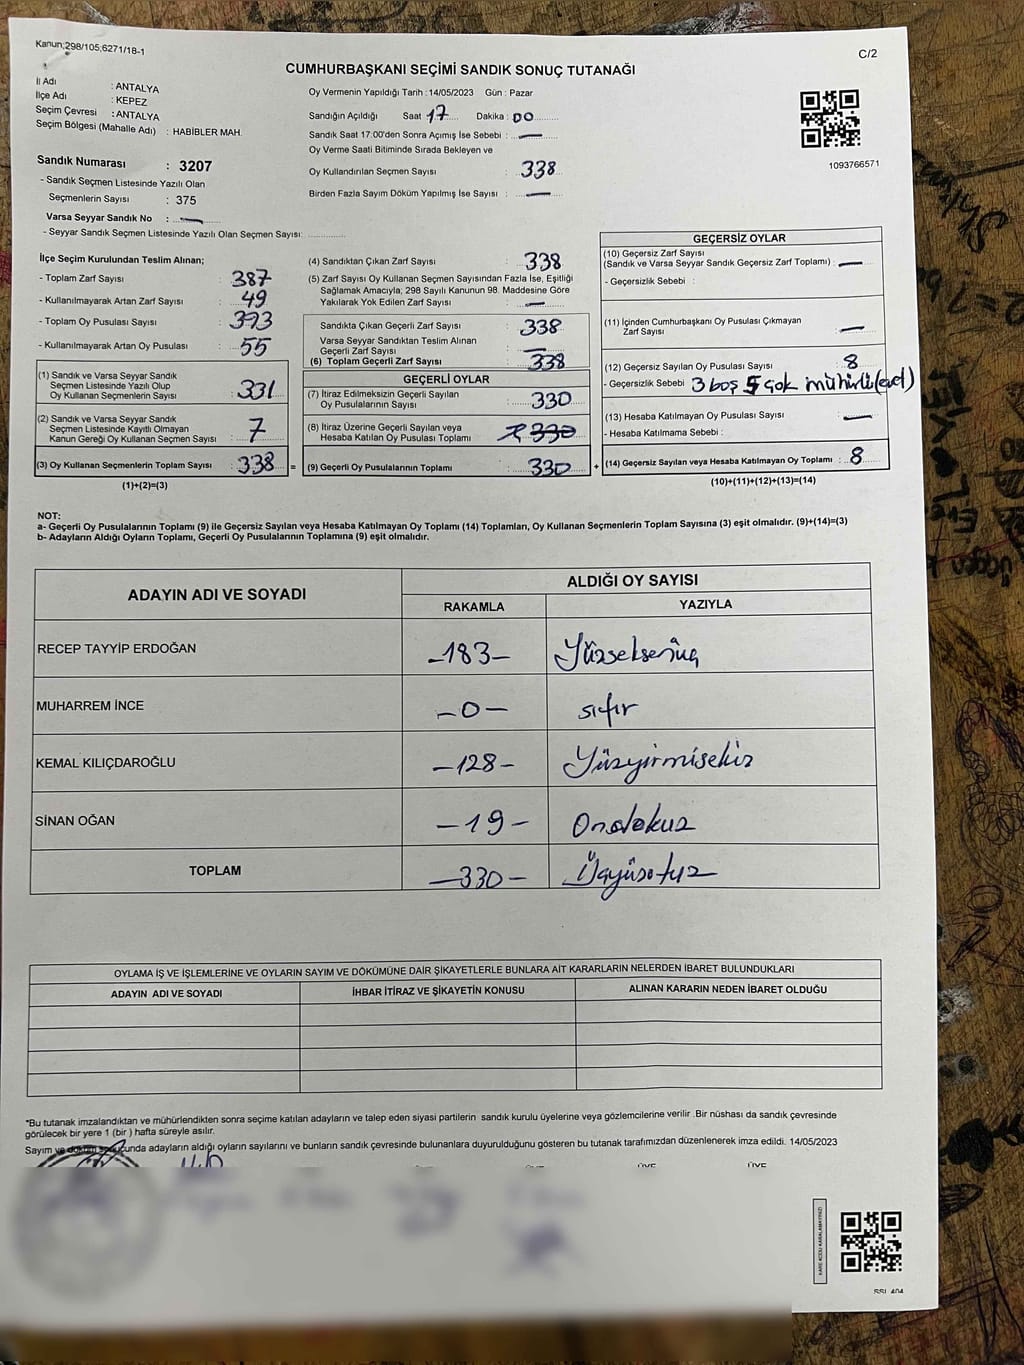 Kanun;298/105;6271/18-1
C/2
CUMHURBAŞKANI SEÇİMİ SANDIK SONUÇ TUTANAĞI
İl Adı : ANTALYA
İlçe Adı : KEPEZ
Seçim Çevresi : ANTALYA
Seçim Bölgesi (Mahalle Adı) : HABİBLER MAH.
Oy Vermenin Yapıldığı Tarih : 14/05/2023 Gün : Pazar
Sandığın Açıldığı Saat 17 Dakika : 00
Sandık Saat 17:00'den Sonra Açımış İse Sebebi : —
Oy Verme Saati Bitiminde Sırada Bekleyen ve
Oy Kullandırılan Seçmen Sayısı : 338
Birden Fazla Sayım Döküm Yapılmış İse Sayısı : —
1093766571
Sandık Numarası : 3207
- Sandık Seçmen Listesinde Yazılı Olan
Seçmenlerin Sayısı : 375
Varsa Seyyar Sandık No : —
- Seyyar Sandık Seçmen Listesinde Yazılı Olan Seçmen Sayısı:
İlçe Seçim Kurulundan Teslim Alınan;
- Toplam Zarf Sayısı : 387
- Kullanılmayarak Artan Zarf Sayısı : 49
- Toplam Oy Pusulası Sayısı : 393
- Kullanılmayarak Artan Oy Pusulası : 55
(1) Sandık ve Varsa Seyyar Sandık
Seçmen Listesinde Yazılı Olup
Oy Kullanan Seçmenlerin Sayısı : 331
(2) Sandık ve Varsa Seyyar Sandık
Seçmen Listesinde Kayıtlı Olmayan
Kanun Gereği Oy Kullanan Seçmen Sayısı : 7
(3) Oy Kullanan Seçmenlerin Toplam Sayısı : 338 =
(1)+(2)=(3)
(4) Sandıktan Çıkan Zarf Sayısı : 338
(5) Zarf Sayısı Oy Kullanan Seçmen Sayısından Fazla İse, Eşitliği
Sağlamak Amacıyla, 298 Sayılı Kanunun 98. Maddesine Göre
Yakılarak Yok Edilen Zarf Sayısı : —
Sandıkta Çıkan Geçerli Zarf Sayısı : 338
Varsa Seyyar Sandıktan Teslim Alınan
Geçerli Zarf Sayısı : —
(6) Toplam Geçerli Zarf Sayısı : 338
GEÇERLİ OYLAR
(7) İtiraz Edilmeksizin Geçerli Sayılan
Oy Pusulalarının Sayısı : 330
(8) İtiraz Üzerine Geçerli Sayılan veya
Hesaba Katılan Oy Pusulası Toplamı : 330
(9) Geçerli Oy Pusulalarının Toplamı : 330 +
GEÇERSİZ OYLAR
(10) Geçersiz Zarf Sayısı
(Sandık ve Varsa Seyyar Sandık Geçersiz Zarf Toplamı) : —
- Geçersizlik Sebebi :
(11) İçinden Cumhurbaşkanı Oy Pusulası Çıkmayan
Zarf Sayısı : —
(12) Geçersiz Sayılan Oy Pusulası Sayısı : 8
- Geçersizlik Sebebi 3 boş 5 çok mühürlü
(13) Hesaba Katılmayan Oy Pusulası Sayısı : —
- Hesaba Katılmama Sebebi :
(14) Geçersiz Sayılan veya Hesaba Katılmayan Oy Toplamı : 8
(10)+(11)+(12)+(13)=(14)
NOT:
a- Geçerli Oy Pusulalarının Toplamı (9) ile Geçersiz Sayılan veya Hesaba Katılmayan Oy Toplamı (14) Toplamları, Oy Kullanan Seçmenlerin Toplam Sayısına (3) eşit olmalıdır. (9)+(14)=(3)
b- Adayların Aldığı Oyların Toplamı, Geçerli Oy Pusulalarının Toplamına (9) eşit olmalıdır.
ADAYIN ADI VE SOYADI ALDIĞI OY SAYISI
RAKAMLA YAZIYLA
RECEP TAYYİP ERDOĞAN -183- Yüzseksenüç
MUHARREM İNCE -0- sıfır
KEMAL KILIÇDAROĞLU -128- Yüzyirmisekiz
SİNAN OĞAN -19- Ondokuz
TOPLAM -330- Üçyüzotuz
OYLAMA İŞ VE İŞLEMLERİNE VE OYLARIN SAYIM VE DÖKÜMÜNE DAİR ŞİKAYETLERLE BUNLARA AİT KARARLARIN NELERDEN İBARET BULUNDUKLARI
ADAYIN ADI VE SOYADI İHBAR İTİRAZ VE ŞİKAYETİN KONUSU ALINAN KARARIN NEDEN İBARET OLDUĞU
*Bu tutanak imzalandıktan ve mühürlendikten sonra seçime katılan adayların ve talep eden siyasi partilerin sandık kurulu üyelerine veya gözlemcilerine verilir .Bir nüshası da sandık çevresinde
görülecek bir yere 1 (bir ) hafta süreyle asılır.
Sayım ve döküm sonucunda adayların aldığı oyların sayılarını ve bunların sandık çevresinde bulunanlara duyurulduğunu gösteren bu tutanak tarafımızdan düzenlenerek imza edildi. 14/05/2023
ÜYE ÜYE